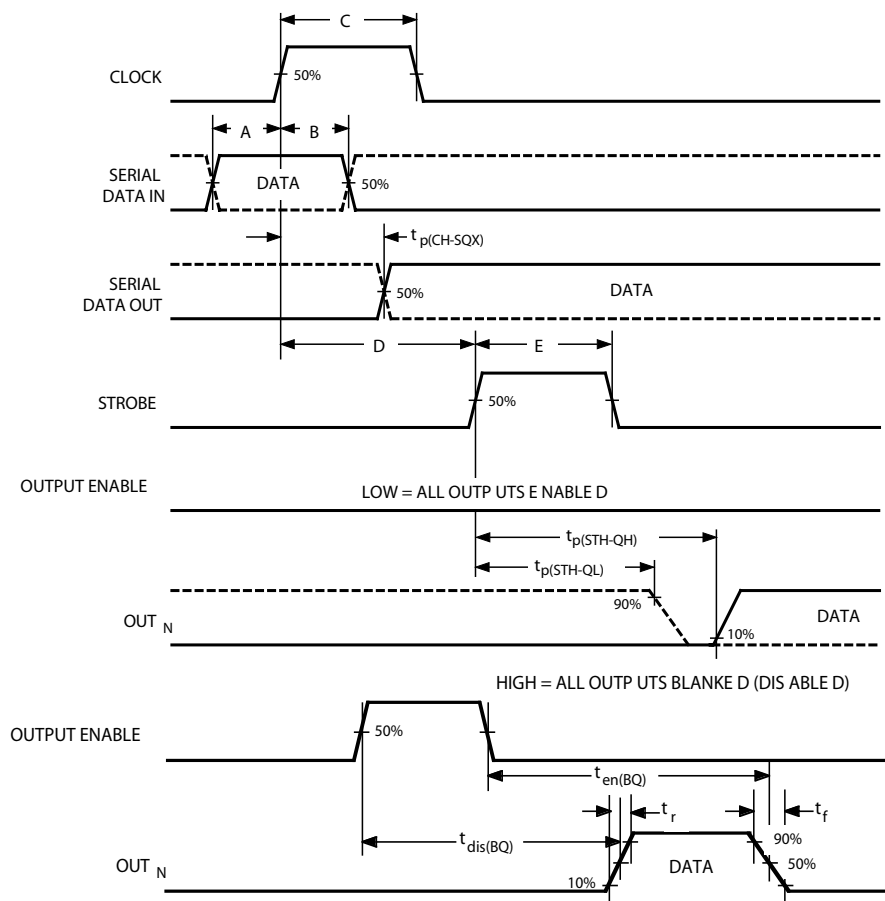 C
CLOCK
50%
A
B
SERIAL
DATA IN
DATA
50%
t p(CH-SQX)
SERIAL
DATA OUT
50%
DATA
D
E
STROBE
50%
OUTPUT ENABLE
LOW = ALL OUTP UTS E NABLE D
t p(STH-QH)
t p(STH-QL)
90%
OUT N
DATA
10%
HIGH = ALL OUTP UTS BLANKE D (DIS ABLE D)
OUTPUT ENABLE
50%
t en(BQ)
t r
t f
t dis(BQ)
90%
OUT N
DATA
50%
10%